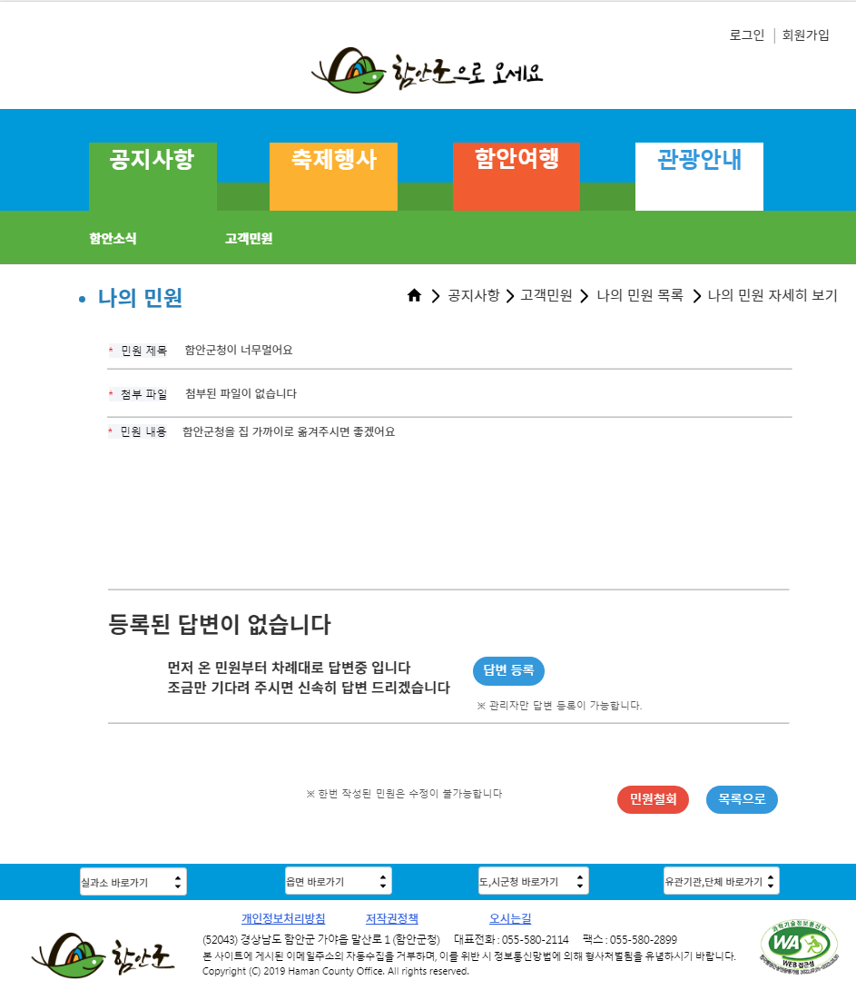 로그인 회원가입
함안군으로 오세요
공지사항 축제행사 함안여행 관광안내
함안소식 고객민원
나의 민원
공지사항 고객민원 나의 민원 목록 나의 민원 자세히 보기
* 민원 제목 함안군청이 너무멀어요
* 첨부 파일 첨부된 파일이 없습니다
* 민원 내용 함안군청을 집 가까이로 옮겨주시면 좋겠어요
등록된 답변이 없습니다
먼저 온 민원부터 차례대로 답변중 입니다
조금만 기다려 주시면 신속히 답변 드리겠습니다
답변 등록
※ 관리자만 답변 등록이 가능합니다.
※ 한번 작성된 민원은 수정이 불가능합니다
민원철회 목록으로
실과소 바로가기 읍면 바로가기 도,시군청 바로가기 유관기관,단체 바로가기
개인정보처리방침 저작권정책 오시는길
(52043) 경상남도 함안군 가야읍 말산로 1 (함안군청) 대표전화 : 055-580-2114 팩스 : 055-580-2899
본 사이트에 게시된 이메일주소의 자동수집을 거부하며, 이를 위반 시 정보통신망법에 의해 형사처벌됨을 유념하시기 바랍니다.
Copyright (C) 2019 Haman County Office. All rights reserved.
함안군
과학기술정보통신부
WA
WEB 접근성